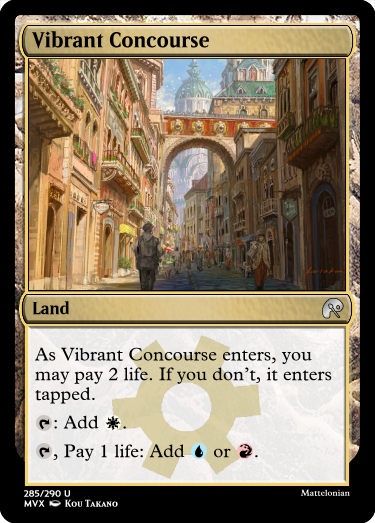 Vibrant Concourse
Land
As Vibrant Concourse enters, you
may pay 2 life. If you don't, it enters
tapped.
: Add .
, Pay 1 life: Add or .
285/290 U
MVX Kou Takano
Mattelonian